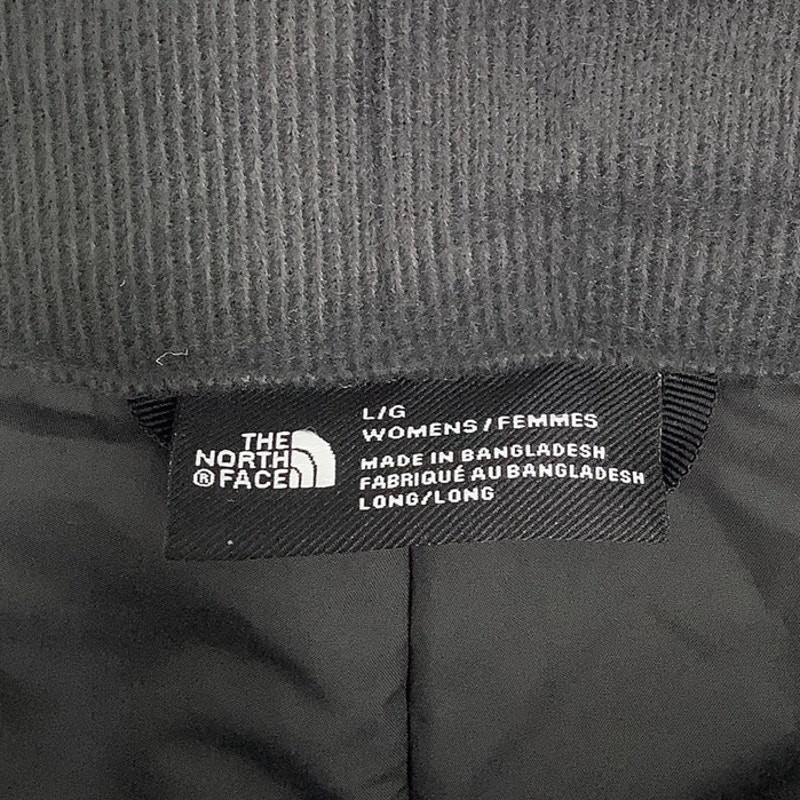 THE
NORTH
® FACE
L/G
WOMENS / FEMMES
MADE IN BANGLADESH
FABRIQUÉ AU BANGLADESH
LONG/LONG